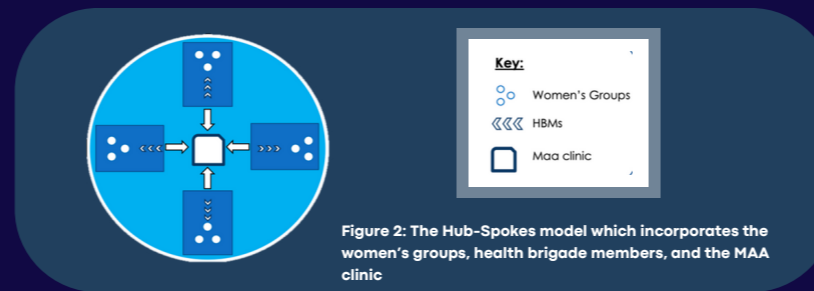 Key:
Women's Groups
HBMs
Maa clinic
Figure 2: The Hub-Spokes model which incorporates the
women's groups, health brigade members, and the MAA
clinic